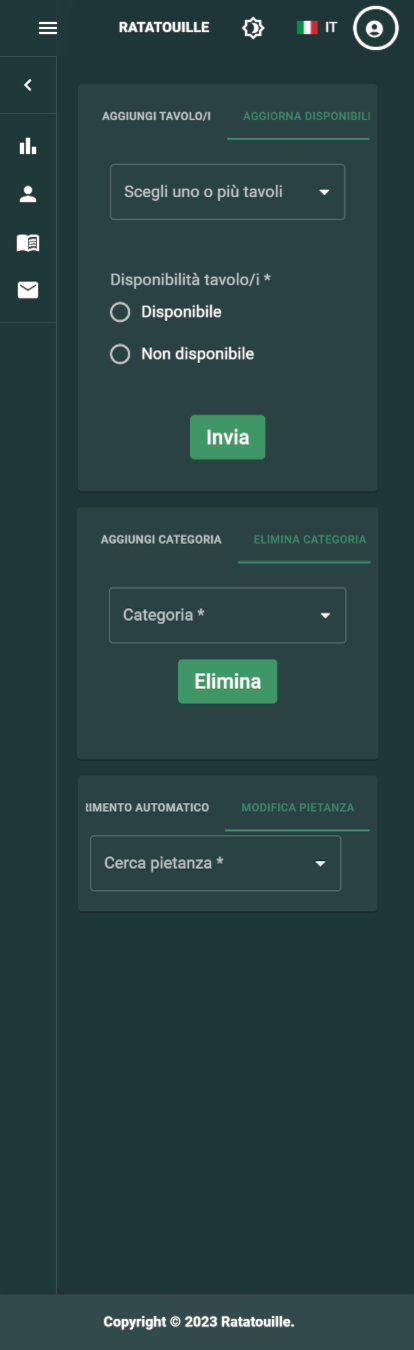 RATATOUILLE
IT
AGGIUNGI TAVOLO/I
AGGIORNA DISPONIBILI
Scegli uno o più tavoli
Disponibilità tavolo/i *
Disponibile
Non disponibile
Invia
AGGIUNGI CATEGORIA
ELIMINA CATEGORIA
Categoria *
Elimina
RIMENTO AUTOMATICO
MODIFICA PIETANZA
Cerca pietanza *
Copyright © 2023 Ratatouille.